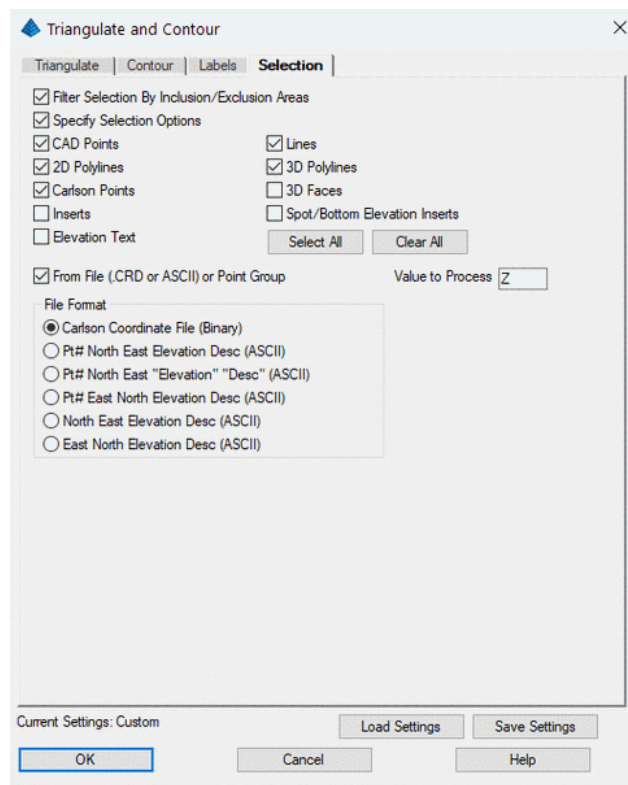 Triangulate and Contour
Triangulate Contour Labels Selection
Filter Selection By Inclusion/Exclusion Areas
Specify Selection Options
CAD Points Lines
2D Polylines 3D Polylines
Carlson Points 3D Faces
Inserts Spot/Bottom Elevation Inserts
Elevation Text Select All Clear All
From File (.CRD or ASCII) or Point Group Value to Process Z
File Format
Carlson Coordinate File (Binary)
Pt# North East Elevation Desc (ASCII)
Pt# North East "Elevation" "Desc" (ASCII)
Pt# East North Elevation Desc (ASCII)
North East Elevation Desc (ASCII)
East North Elevation Desc (ASCII)
Current Settings: Custom Load Settings Save Settings
OK Cancel Help